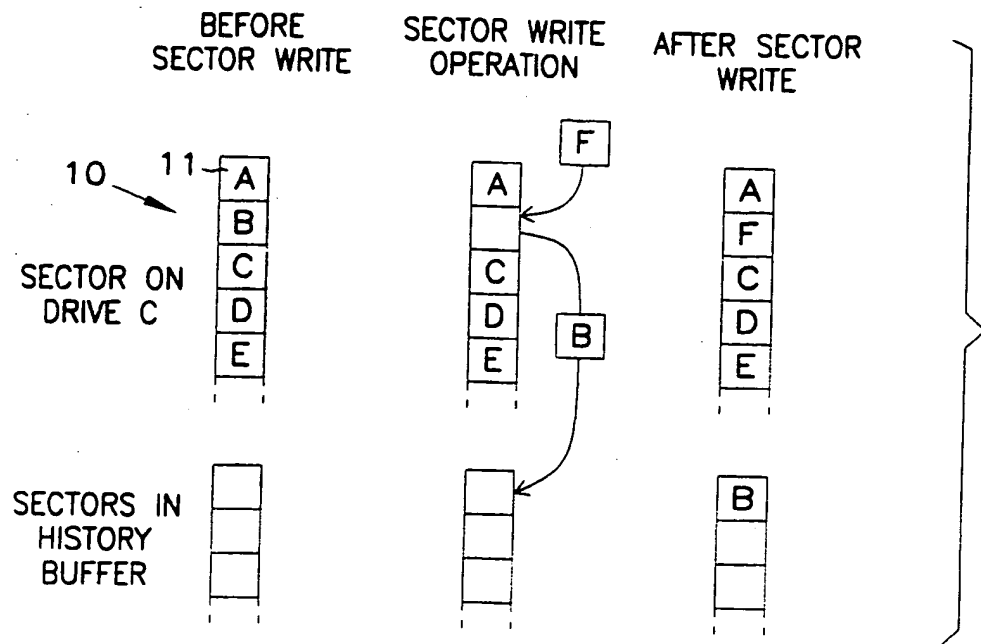 BEFORE
SECTOR WRITE
SECTOR WRITE
OPERATION
AFTER SECTOR
WRITE
10
11
SECTOR ON
DRIVE C
A
B
C
D
E
A
C
D
E
F
B
A
F
C
D
E
SECTORS IN
HISTORY
BUFFER
B